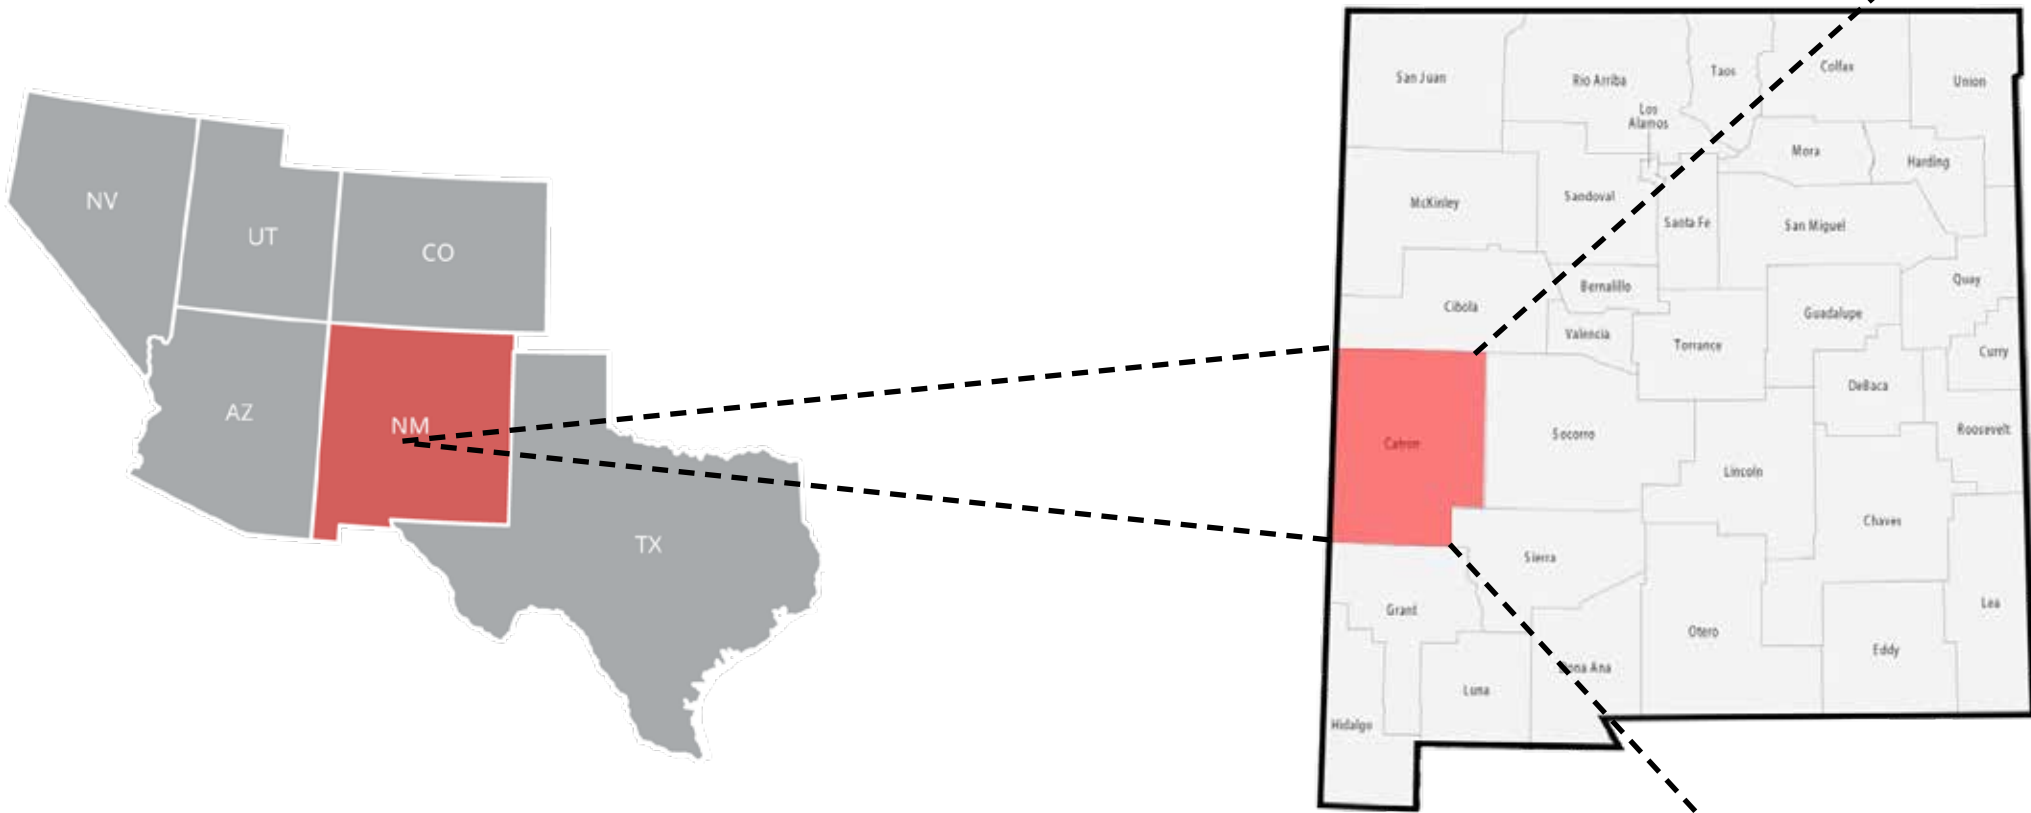 NV
UT
CO
AZ
NM
TX
San Juan
Rio Arriba
Taos
Colfax
Union
Los
Alamos
Mora
Harding
McKinley
Sandoval
Santa Fe
San Miguel
Quay
Cibola
Bernalillo
Valencia
Torrance
Guadalupe
Curry
DeBaca
Catron
Socorro
Roosevelt
Lincoln
Chaves
Sierra
Grant
Lea
Otero
Eddy
Dona Ana
Luna
Hidalgo